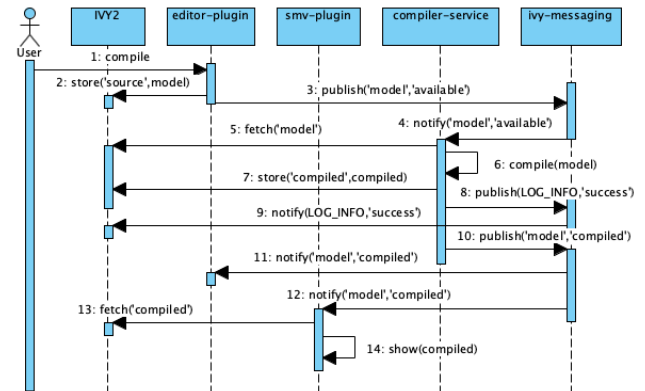 IVY2
editor-plugin
smv-plugin
compiler-service
ivy-messaging
User
1: compile
2: store('source',model)
3: publish('model','available')
4: notify('model','available')
5: fetch('model')
6: compile(model)
7: store('compiled',compiled)
8: publish(LOG_INFO,'success')
9: notify(LOG_INFO,'success')
10: publish('model','compiled')
11: notify('model','compiled')
12: notify('model','compiled')
13: fetch('compiled')
14: show(compiled)